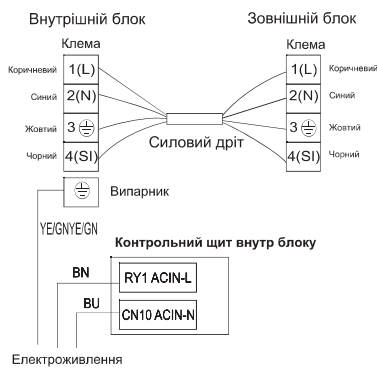 Внутрішній блок
Зовнішній блок
Клема
Клема
Коричневий 1(L)
1(L) Коричневий
Синий 2(N)
2(N) Синий
Жовтий 3
3 Жовтий
Чорний 4(SI)
4(SI) Чорний
Силовий дріт
Випарник
YE/GNYE/GN
Контрольний щит внутр блоку
BN
RY1 ACIN-L
BU
CN10 ACIN-N
Електроживлення